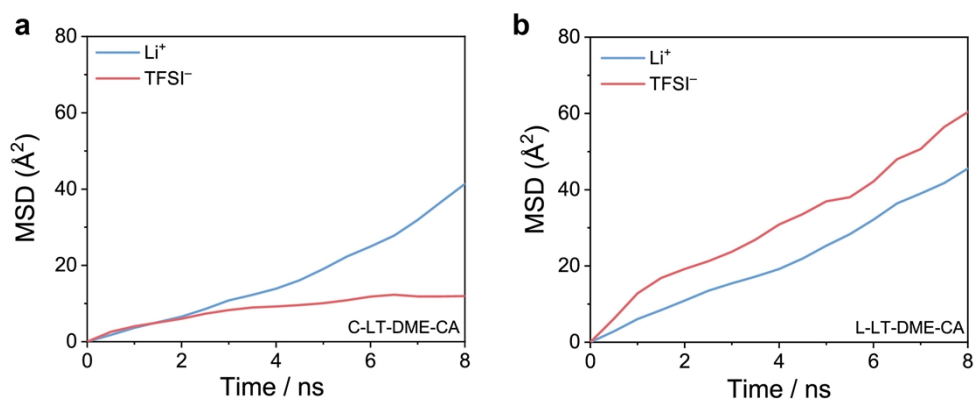 a
80
60
40
20
0
MSD (Å²)
Li⁺
TFSI⁻
C-LT-DME-CA
0 2 4 6 8
Time / ns
b
80
60
40
20
0
MSD (Å²)
Li⁺
TFSI⁻
L-LT-DME-CA
0 2 4 6 8
Time / ns